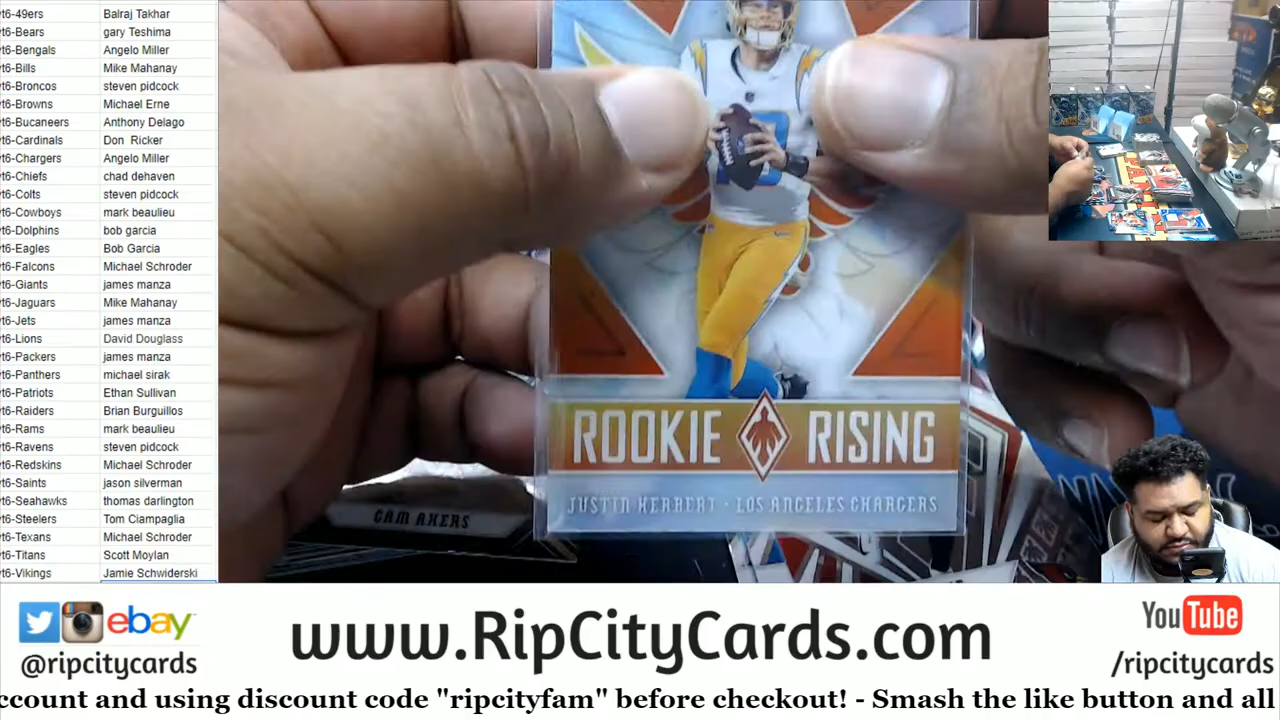 t6-49ers Balraj Takhar
t6-Bears gary Teshima
t6-Bengals Angelo Miller
t6-Bills Mike Mahanay
t6-Broncos steven pidcock
t6-Browns Michael Erne
t6-Bucaneers Anthony Delago
t6-Cardinals Don Ricker
t6-Chargers Angelo Miller
t6-Chiefs chad dehaven
t6-Colts steven pidcock
t6-Cowboys mark beaulieu
t6-Dolphins bob garcia
t6-Eagles Bob Garcia
t6-Falcons Michael Schroder
t6-Giants james manza
t6-Jaguars Mike Mahanay
t6-Jets james manza
t6-Lions David Douglass
t6-Packers james manza
t6-Panthers michael sirak
t6-Patriots Ethan Sullivan
t6-Raiders Brian Burguillos
t6-Rams mark beaulieu
t6-Ravens steven pidcock
t6-Redskins Michael Schroder
t6-Saints jason silverman
t6-Seahawks thomas darlington
t6-Steelers Tom Ciampaglia
t6-Texans Michael Schroder
t6-Titans Scott Moylan
t6-Vikings Jamie Schwiderski
ROOKIE RISING
JUSTIN HERBERT · LOS ANGELES CHARGERS
CAM AKERS
ebay
@ripcitycards
www.RipCityCards.com
YouTube
/ripcitycards
ccount and using discount code "ripcityfam" before checkout! - Smash the like button and all